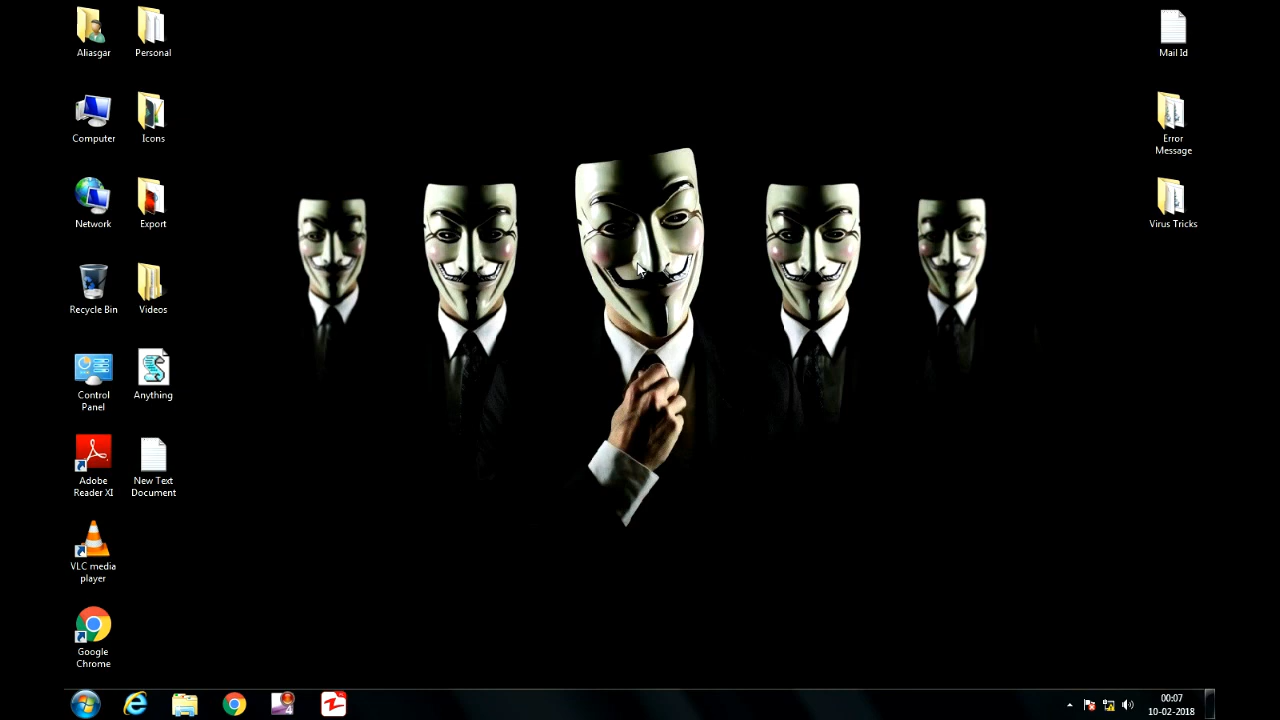 Aliasgar
Personal
Mail Id
Computer
Icons
Error
Message
Network
Export
Virus Tricks
Recycle Bin
Videos
Control
Panel
Anything
Adobe
Reader XI
New Text
Document
VLC media
player
Google
Chrome
00:07
10-02-2018